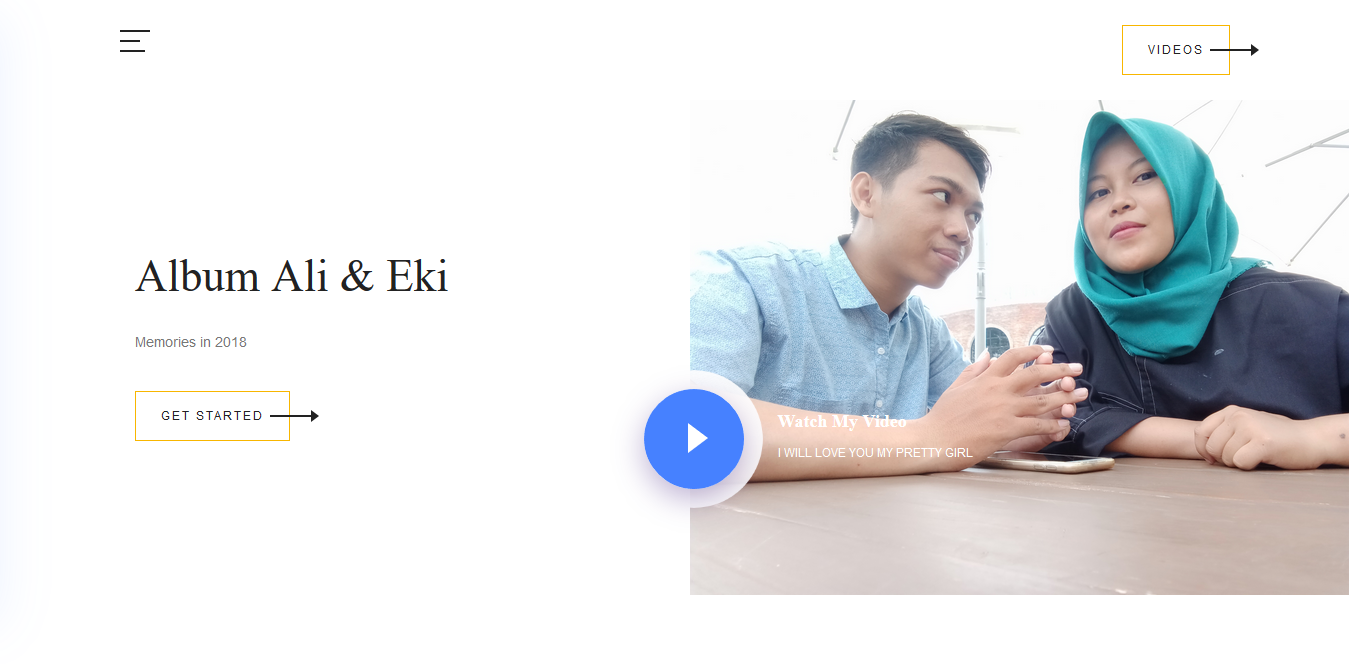 VIDEOS
Album Ali & Eki
Memories in 2018
GET STARTED
Watch My Video
I WILL LOVE YOU MY PRETTY GIRL